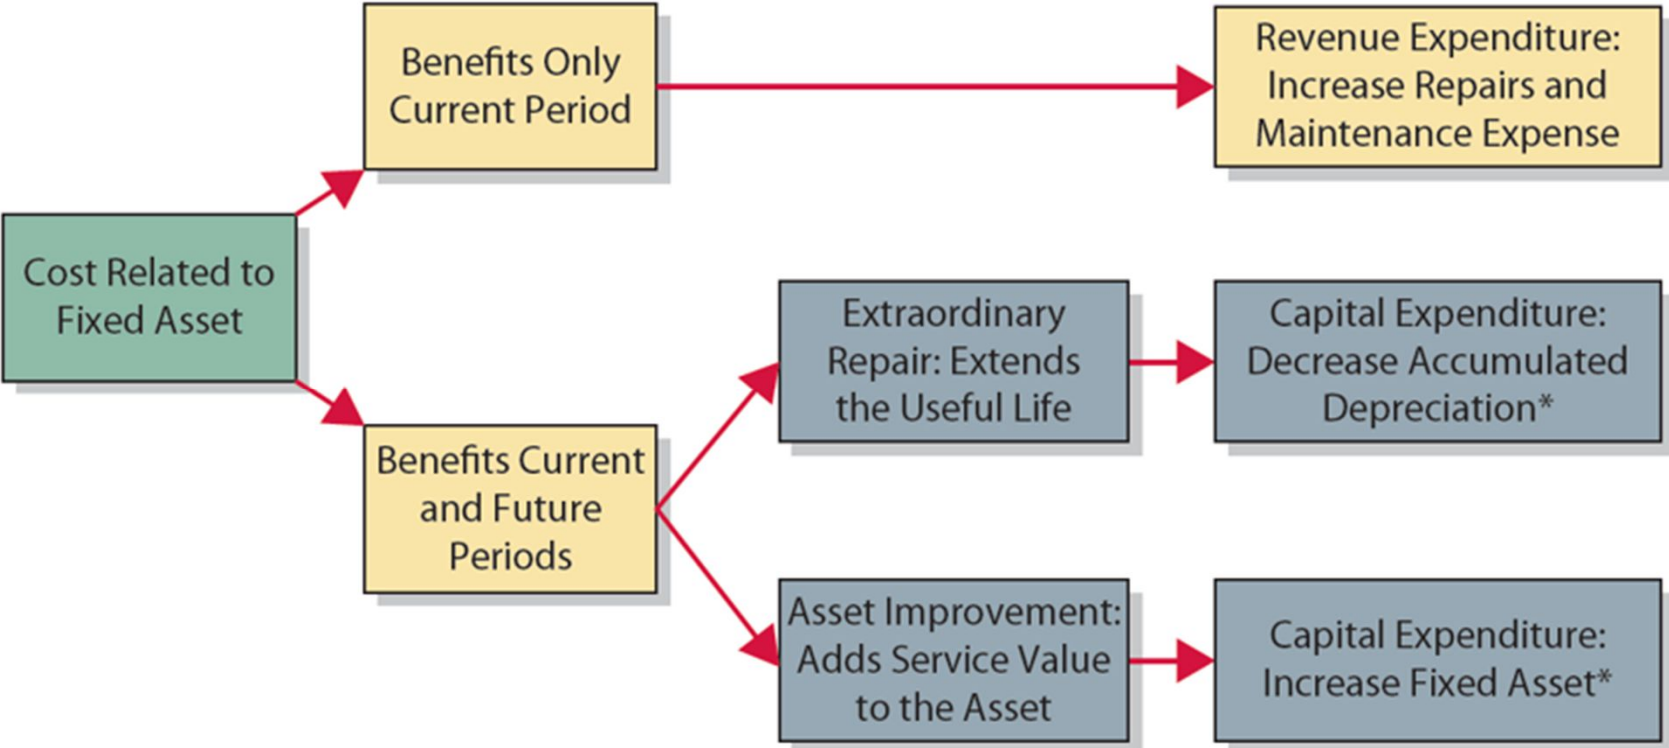 Benefits Only
Current Period
Revenue Expenditure:
Increase Repairs and
Maintenance Expense
Cost Related to
Fixed Asset
Benefits Current
and Future
Periods
Extraordinary
Repair: Extends
the Useful Life
Capital Expenditure:
Decrease Accumulated
Depreciation*
Asset Improvement:
Adds Service Value
to the Asset
Capital Expenditure:
Increase Fixed Asset*